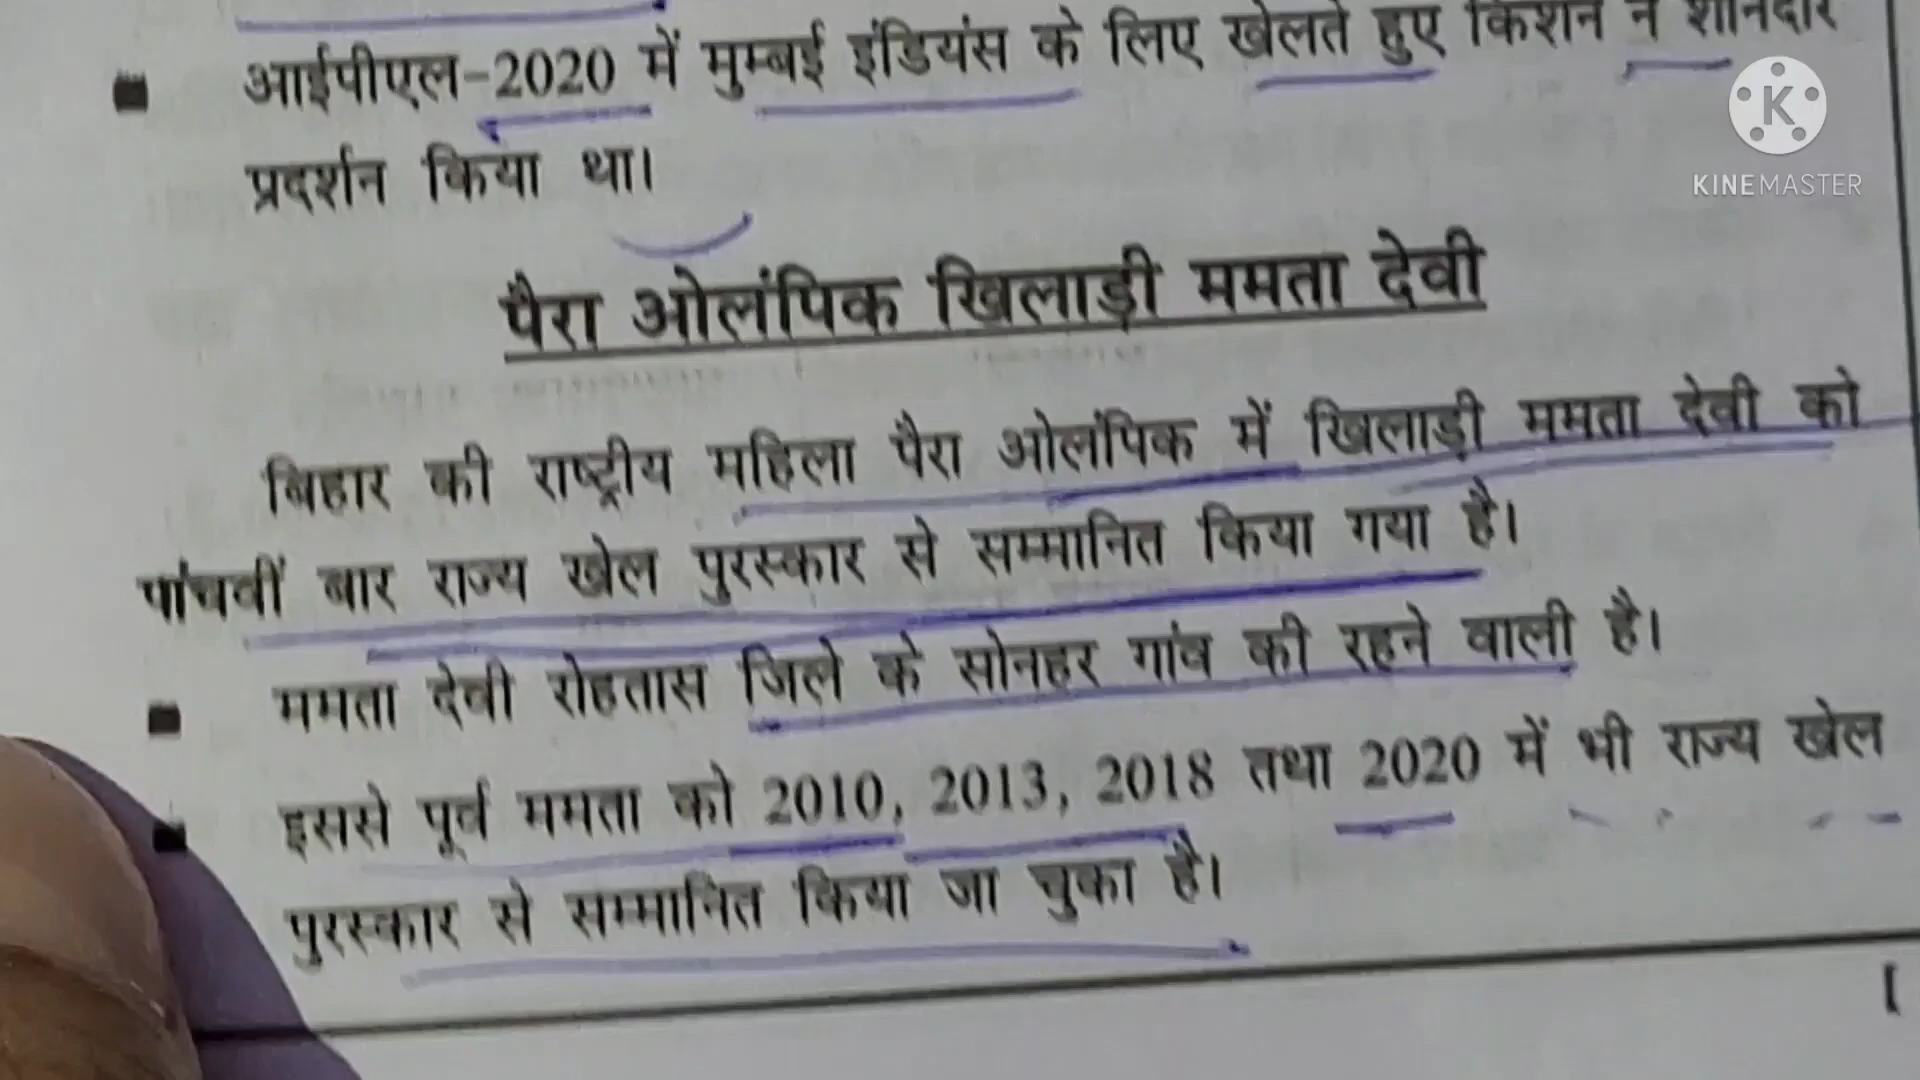 आईपीएल-2020 में मुम्बई इंडियंस के लिए खेलते हुए किशन ने शानदार
प्रदर्शन किया था।
पैरा ओलंपिक खिलाड़ी ममता देवी
बिहार की राष्ट्रीय महिला पैरा ओलंपिक में खिलाड़ी ममता देवी को
पांचवीं बार राज्य खेल पुरस्कार से सम्मानित किया गया है।
ममता देवी रोहतास जिले के सोनहर गांव की रहने वाली है।
इससे पूर्व ममता को 2010, 2013, 2018 तथा 2020 में भी राज्य खेल
पुरस्कार से सम्मानित किया जा चुका है।
K
KINEMASTER